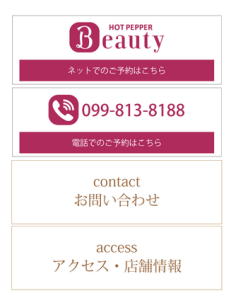 HOT PEPPER
Beauty
ネットでのご予約はこちら
099-813-8188
電話でのご予約はこちら
contact
お問い合わせ
access
アクセス・店舗情報